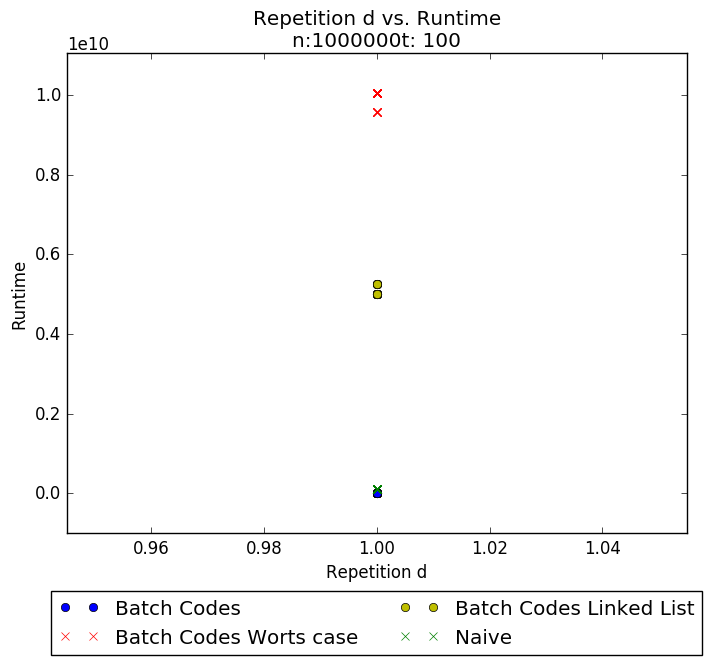 Repetition d vs. Runtime
n:1000000t: 100
1e10
1.0
0.8
0.6
0.4
0.2
0.0
Runtime
0.96 0.98 1.00 1.02 1.04
Repetition d
Batch Codes Batch Codes Linked List
Batch Codes Worts case Naive